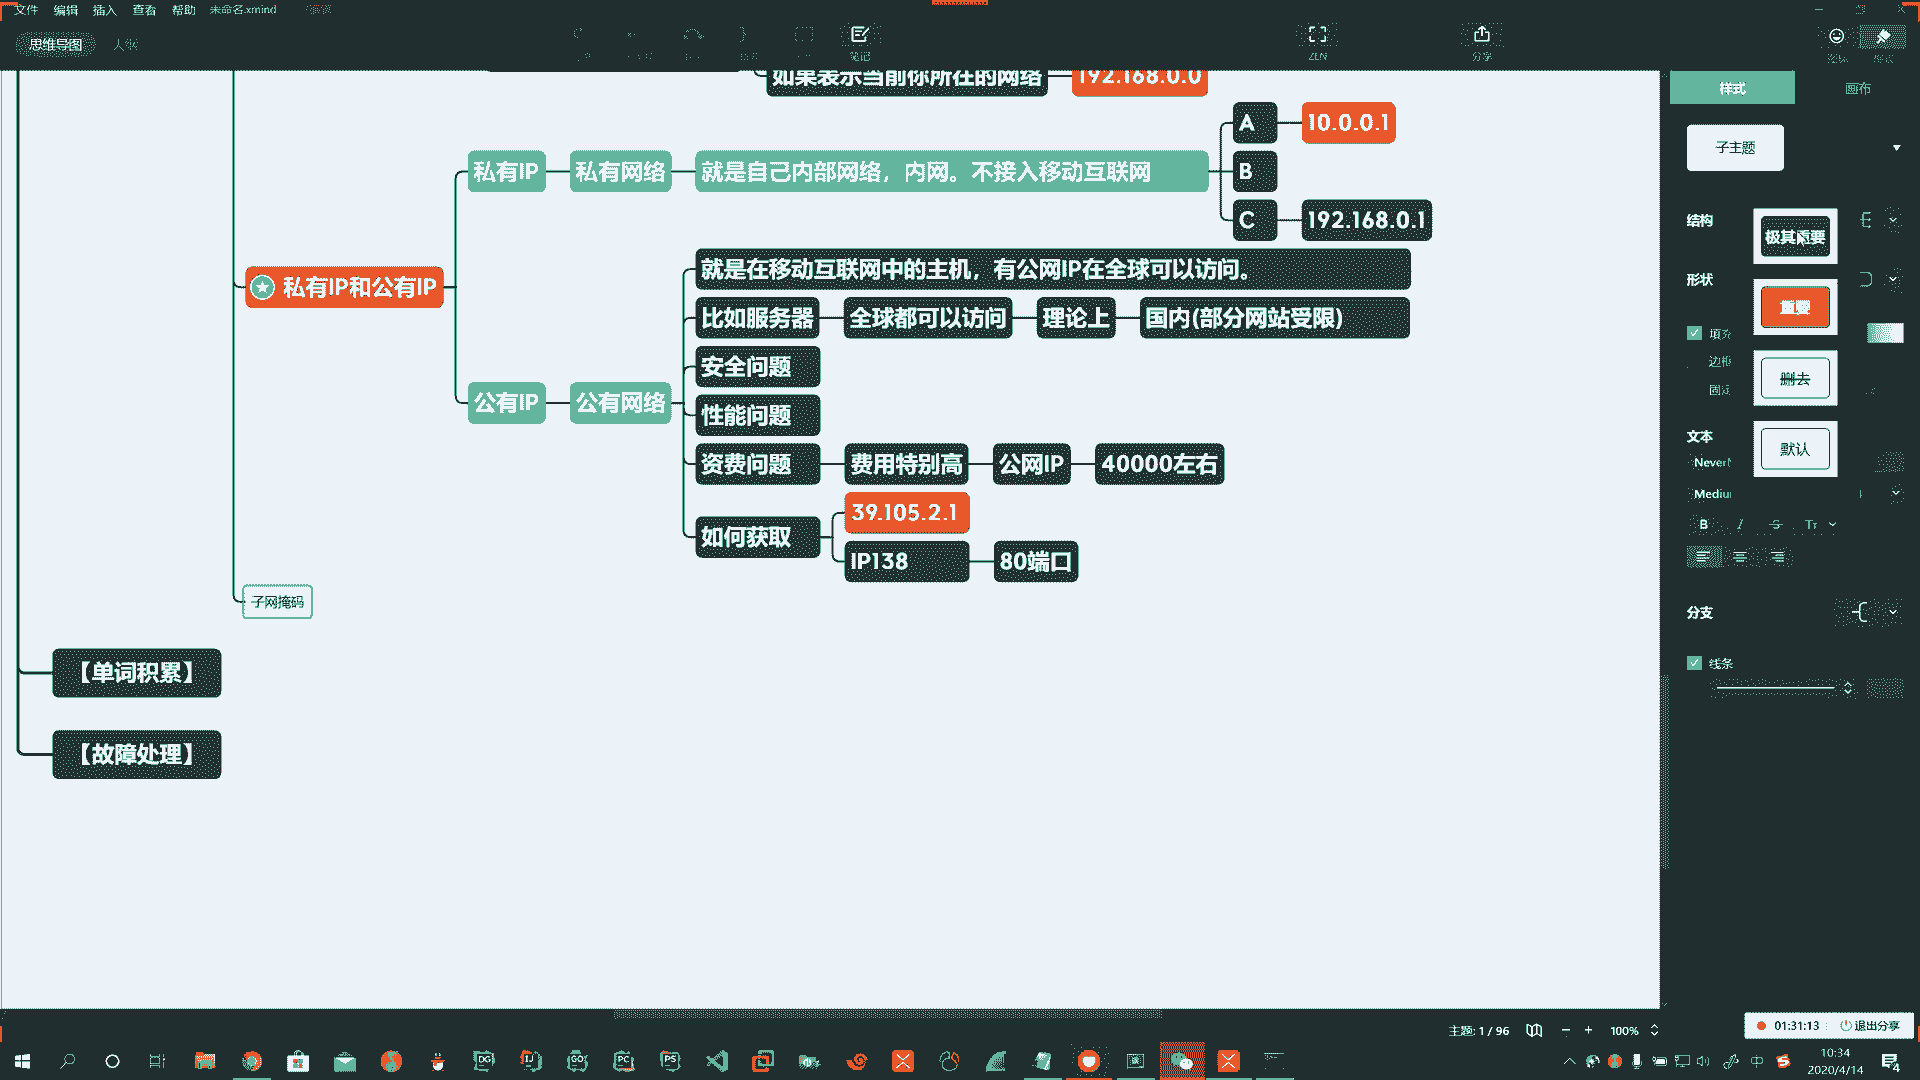 文件 编辑 插入 查看 帮助 未命名.xmind
思维导图 大纲
笔记
ZEN
分享
如果表示当前你所在的网络 192.168.0.0
样式 画布
子主题
A 10.0.0.1
私有IP 私有网络 就是自己内部网络，内网。不接入移动互联网 B
C 192.168.0.1
结构
极其重要
就是在移动互联网中的主机，有公网IP在全球可以访问。
私有IP和公有IP
形状
重要
比如服务器 全球都可以访问 理论上 国内(部分网站受限)
安全问题
删去
公有IP 公有网络
性能问题
文本
默认
资费问题 费用特别高 公网IP 40000左右
39.105.2.1
如何获取
B I S Tт
IP138 80端口
子网掩码
分支
【单词积累】
线条
【故障处理】
主题: 1 / 96 100%
01:31:13 退出分享
DG IJ GO PC PS
中
10:34
2020/4/14